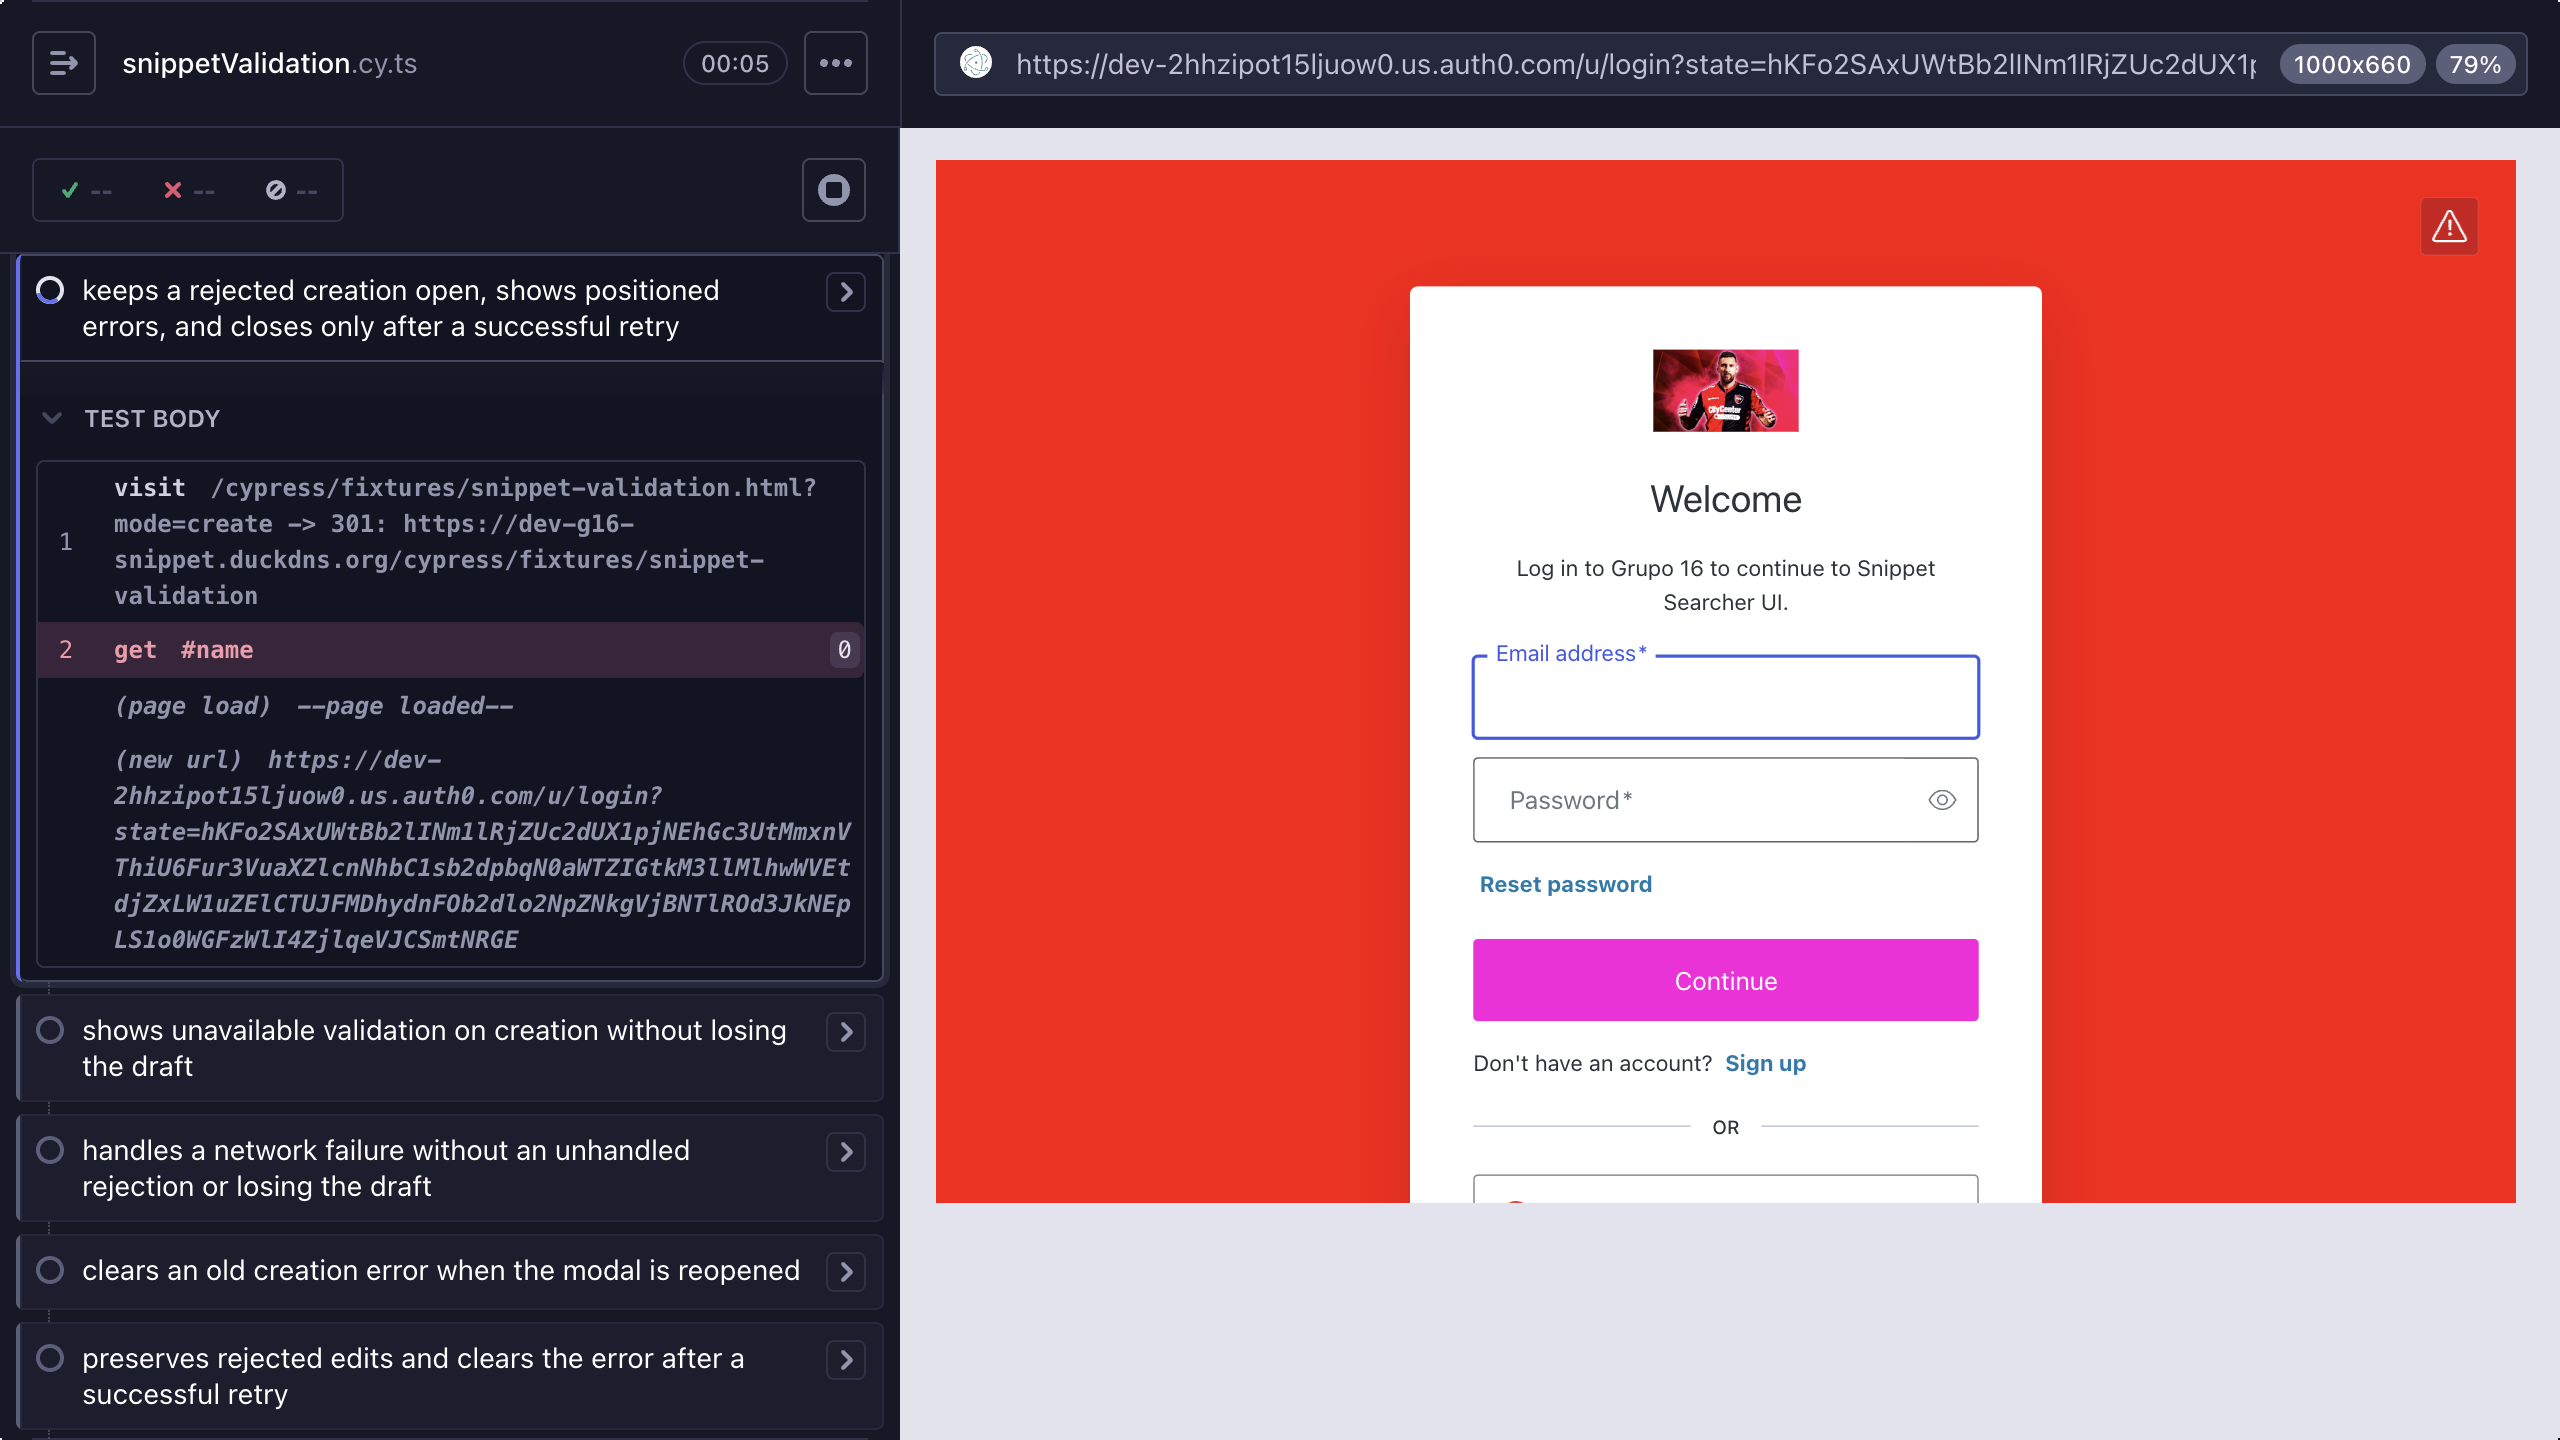 snippetValidation.cy.ts
00:05
https://dev-2hhzipot15ljuow0.us.auth0.com/u/login?state=hKFo2SAxUWtBb2lINm1lRjZUc2dUX1p
1000x660
79%
--
--
--
keeps a rejected creation open, shows positioned
errors, and closes only after a successful retry
TEST BODY
1
visit /cypress/fixtures/snippet-validation.html?
mode=create -> 301: https://dev-g16-
snippet.duckdns.org/cypress/fixtures/snippet-
validation
2 get #name 0
(page load) --page loaded--
(new url) https://dev-
2hhzipot15ljuow0.us.auth0.com/u/login?
state=hKFo2SAxUWtBb2lINm1lRjZUc2dUX1pjNEhGc3UtMmxnV
ThiU6Fur3VuaXZlcnNhbC1sb2dpbqN0aWTZIGtkM3llMlhwWVEt
djZxLW1uZElCTUJFMDhydnFOb2dlo2NpZNkgVjBNTlROd3JkNEp
LS1o0WGFzWlI4ZjlqeVJCSmtNRGE
shows unavailable validation on creation without losing
the draft
handles a network failure without an unhandled
rejection or losing the draft
clears an old creation error when the modal is reopened
preserves rejected edits and clears the error after a
successful retry
CityCenter
Welcome
Log in to Grupo 16 to continue to Snippet
Searcher UI.
Email address*
Password*
Reset password
Continue
Don't have an account? Sign up
OR